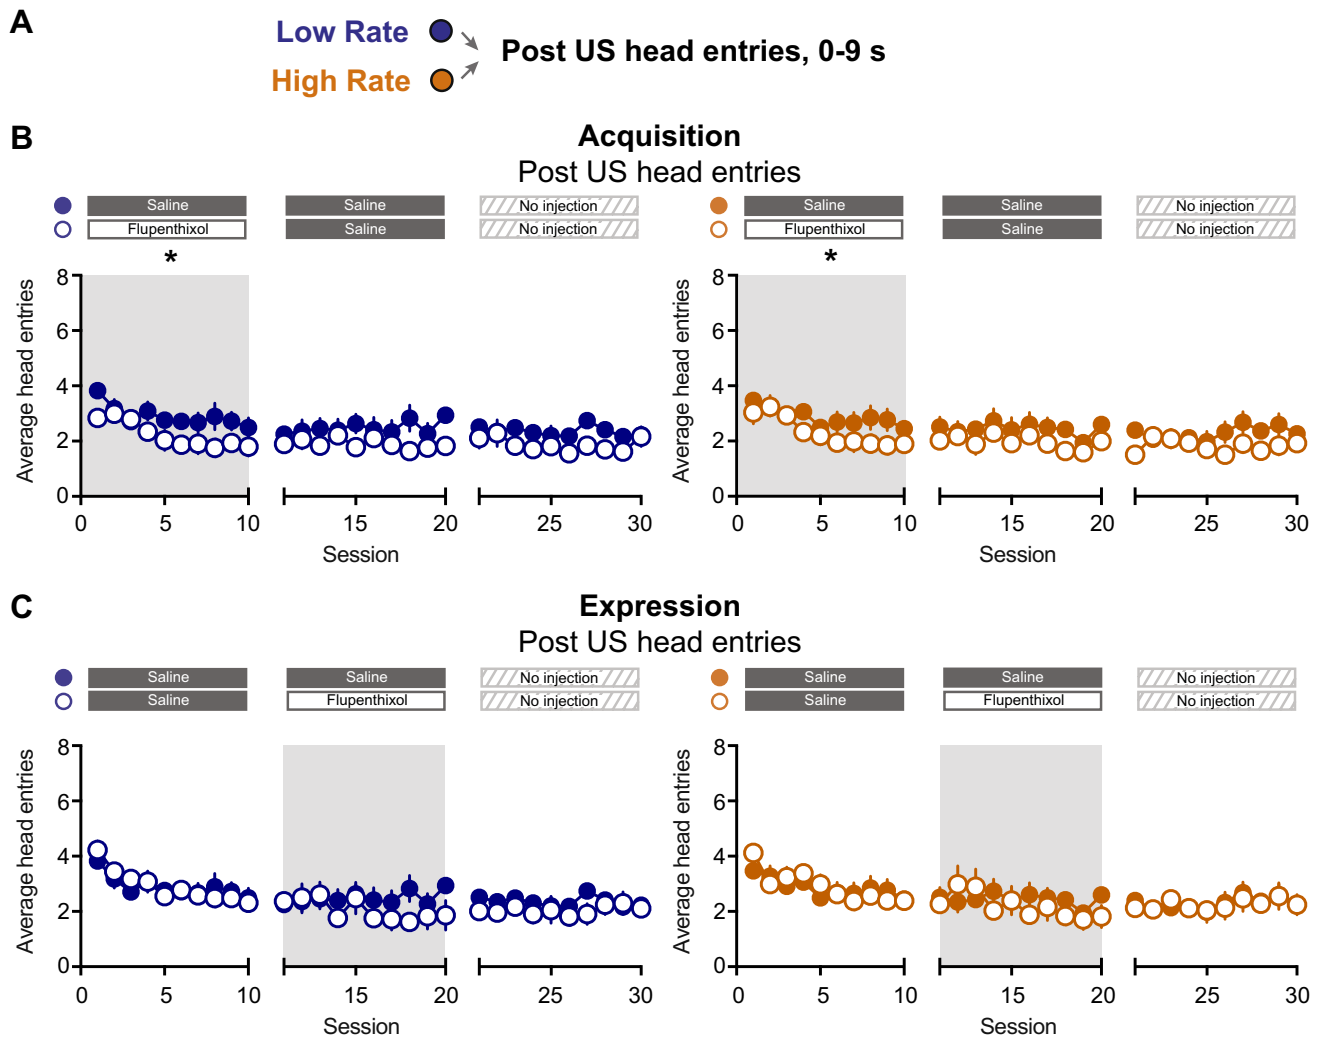 A
Low Rate
High Rate
Post US head entries, 0-9 s
B
Acquisition
Post US head entries
Saline Saline No injection Saline Saline No injection
Flupenthixol Saline No injection Flupenthixol Saline No injection
* *
Average head entries
8
6
4
2
0
0 5 10 15 20 25 30
Session
Average head entries
8
6
4
2
0
0 5 10 15 20 25 30
Session
C
Expression
Post US head entries
Saline Saline No injection Saline Saline No injection
Saline Flupenthixol No injection Saline Flupenthixol No injection
Average head entries
8
6
4
2
0
0 5 10 15 20 25 30
Session
Average head entries
8
6
4
2
0
0 5 10 15 20 25 30
Session